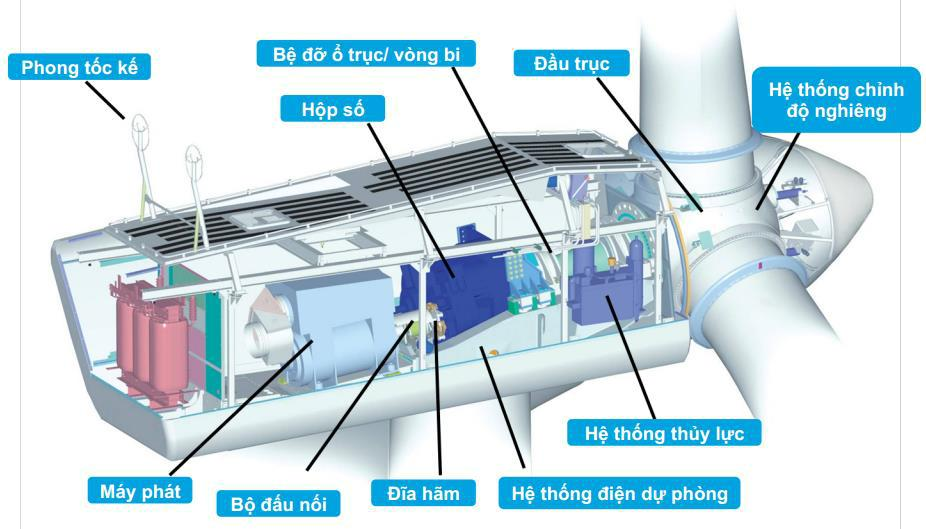 Bệ đỡ ổ trục/ vòng bi
Đầu trục
Phong tốc kế
Hệ thống chỉnh
độ nghiêng
Hộp số
Hệ thống thủy lực
Máy phát
Bộ đấu nối
Đĩa hãm
Hệ thống điện dự phòng